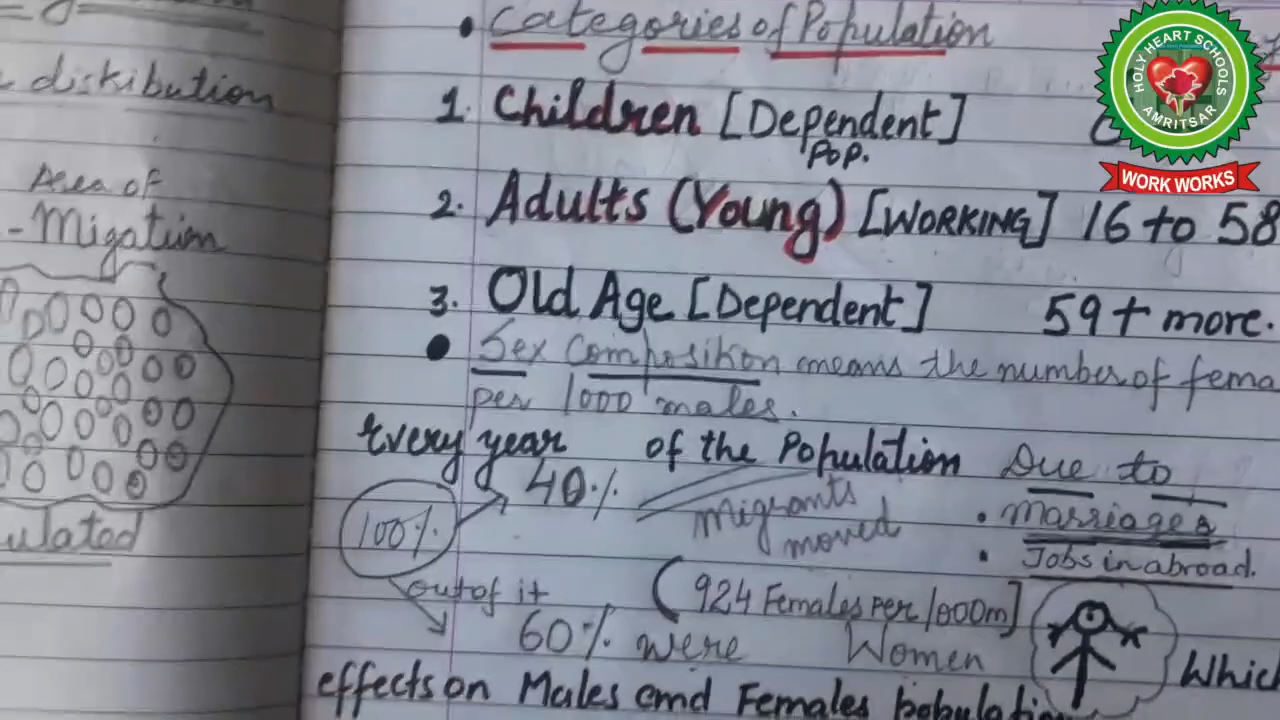 distibution
Area of
- Migation
ulated
• Categories of Population
1. Children [Dependent]
Pop.
2. Adults (Young) [WORKING] 16 to 58
3. Old Age [Dependent] 59+ more.
• Sex Composition means the number of fema
per 1000 males.
Every year of the Population Due to
40%
migrants
moved
• marriages
100%
• Jobs in abroad.
out of it
(924 Females Per/1000m]
60% were Women
Which
effects on Males and Females population
HOLY HEART SCHOOLS
AMRITSAR
WORK WORKS